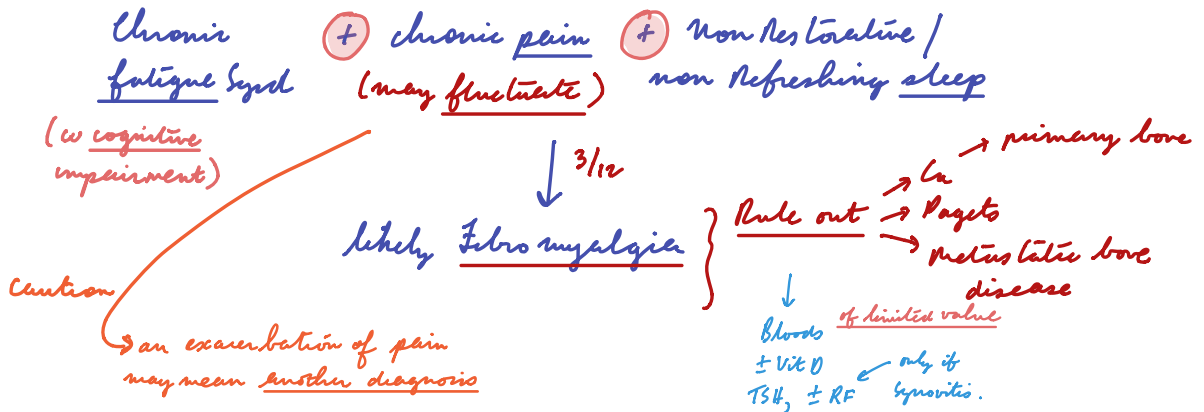 Chronic + chronic pain + Non Restorative /
fatigue Synd (may fluctuate) non Refreshing sleep
(w cognitive
impairment)
3/12
likely Fibromyalgia } Rule out
Ca → primary bone
Pagets
metastatic bone
disease
Caution
→ an exacerbation of pain
may mean another diagnosis
Bloods of limited value
± Vit D
TSH, ± RF
only if
synovitis.